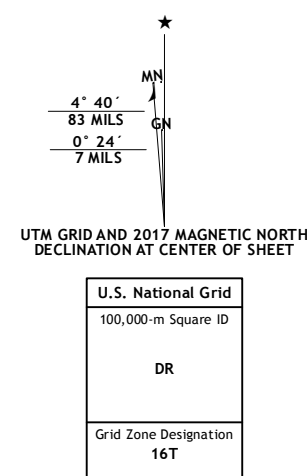 ★
MN
4° 40´
83 MILS
GN
0° 24´
7 MILS
UTM GRID AND 2017 MAGNETIC NORTH
DECLINATION AT CENTER OF SHEET
U.S. National Grid
100,000-m Square ID
DR
Grid Zone Designation
16T